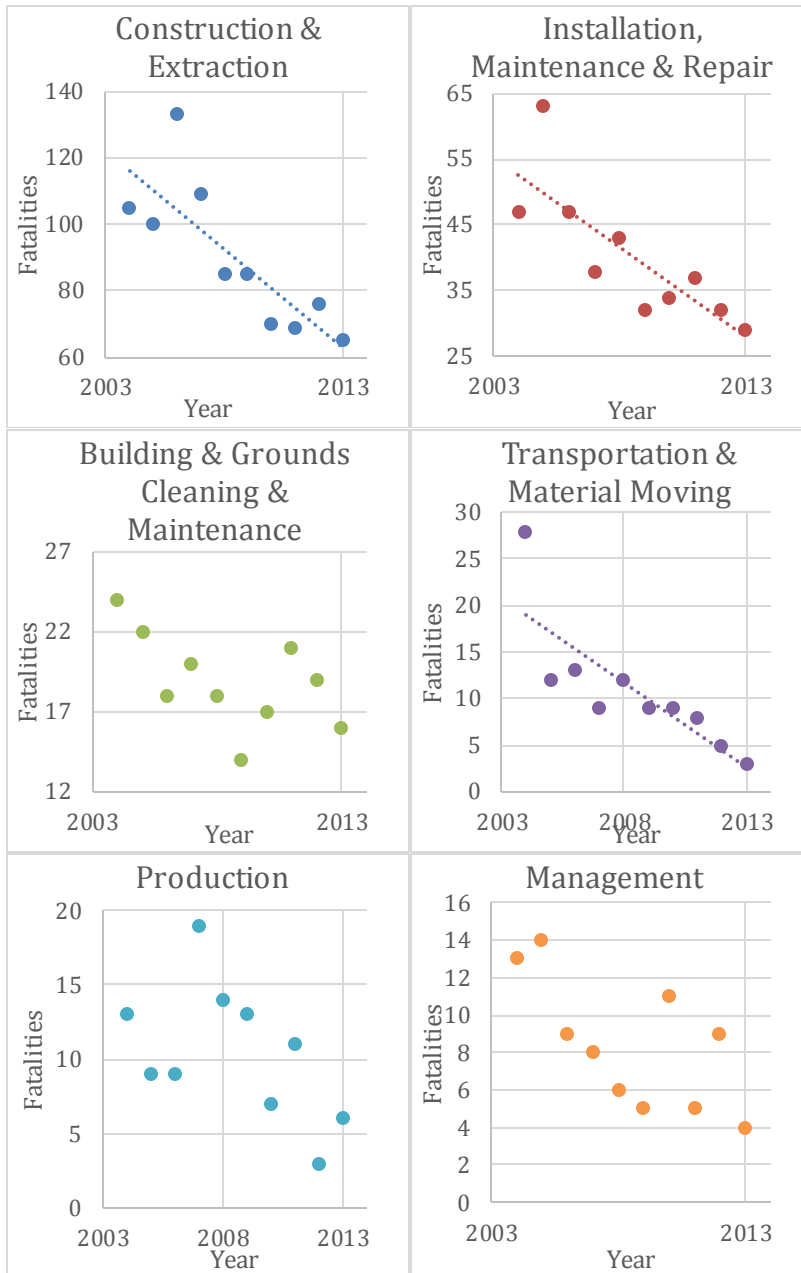 Construction &
Extraction
140
120
100
80
60
Fatalities
2003
2013
Year
Installation,
Maintenance & Repair
65
55
45
35
25
Fatalities
2003
2013
Year
Building & Grounds
Cleaning &
Maintenance
27
22
17
12
Fatalities
2003
2013
Year
Transportation &
Material Moving
30
25
20
15
10
5
0
Fatalities
2003
2008
2013
Year
Production
20
15
10
5
0
Fatalities
2003
2008
2013
Year
Management
16
14
12
10
8
6
4
2
0
Fatalities
2003
2013
Year